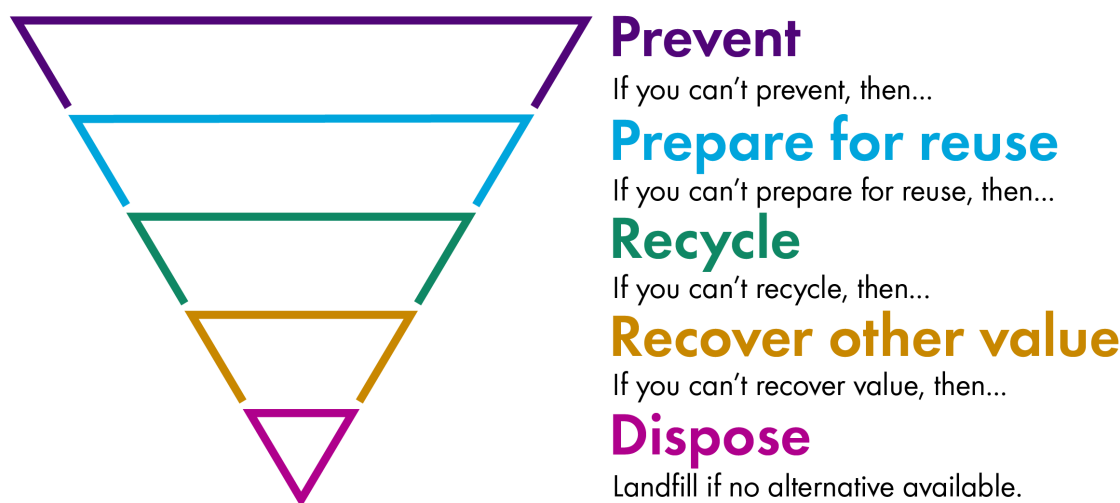 Prevent
If you can’t prevent, then...
Prepare for reuse
If you can’t prepare for reuse, then...
Recycle
If you can’t recycle, then...
Recover other value
If you can’t recover value, then...
Dispose
Landfill if no alternative available.